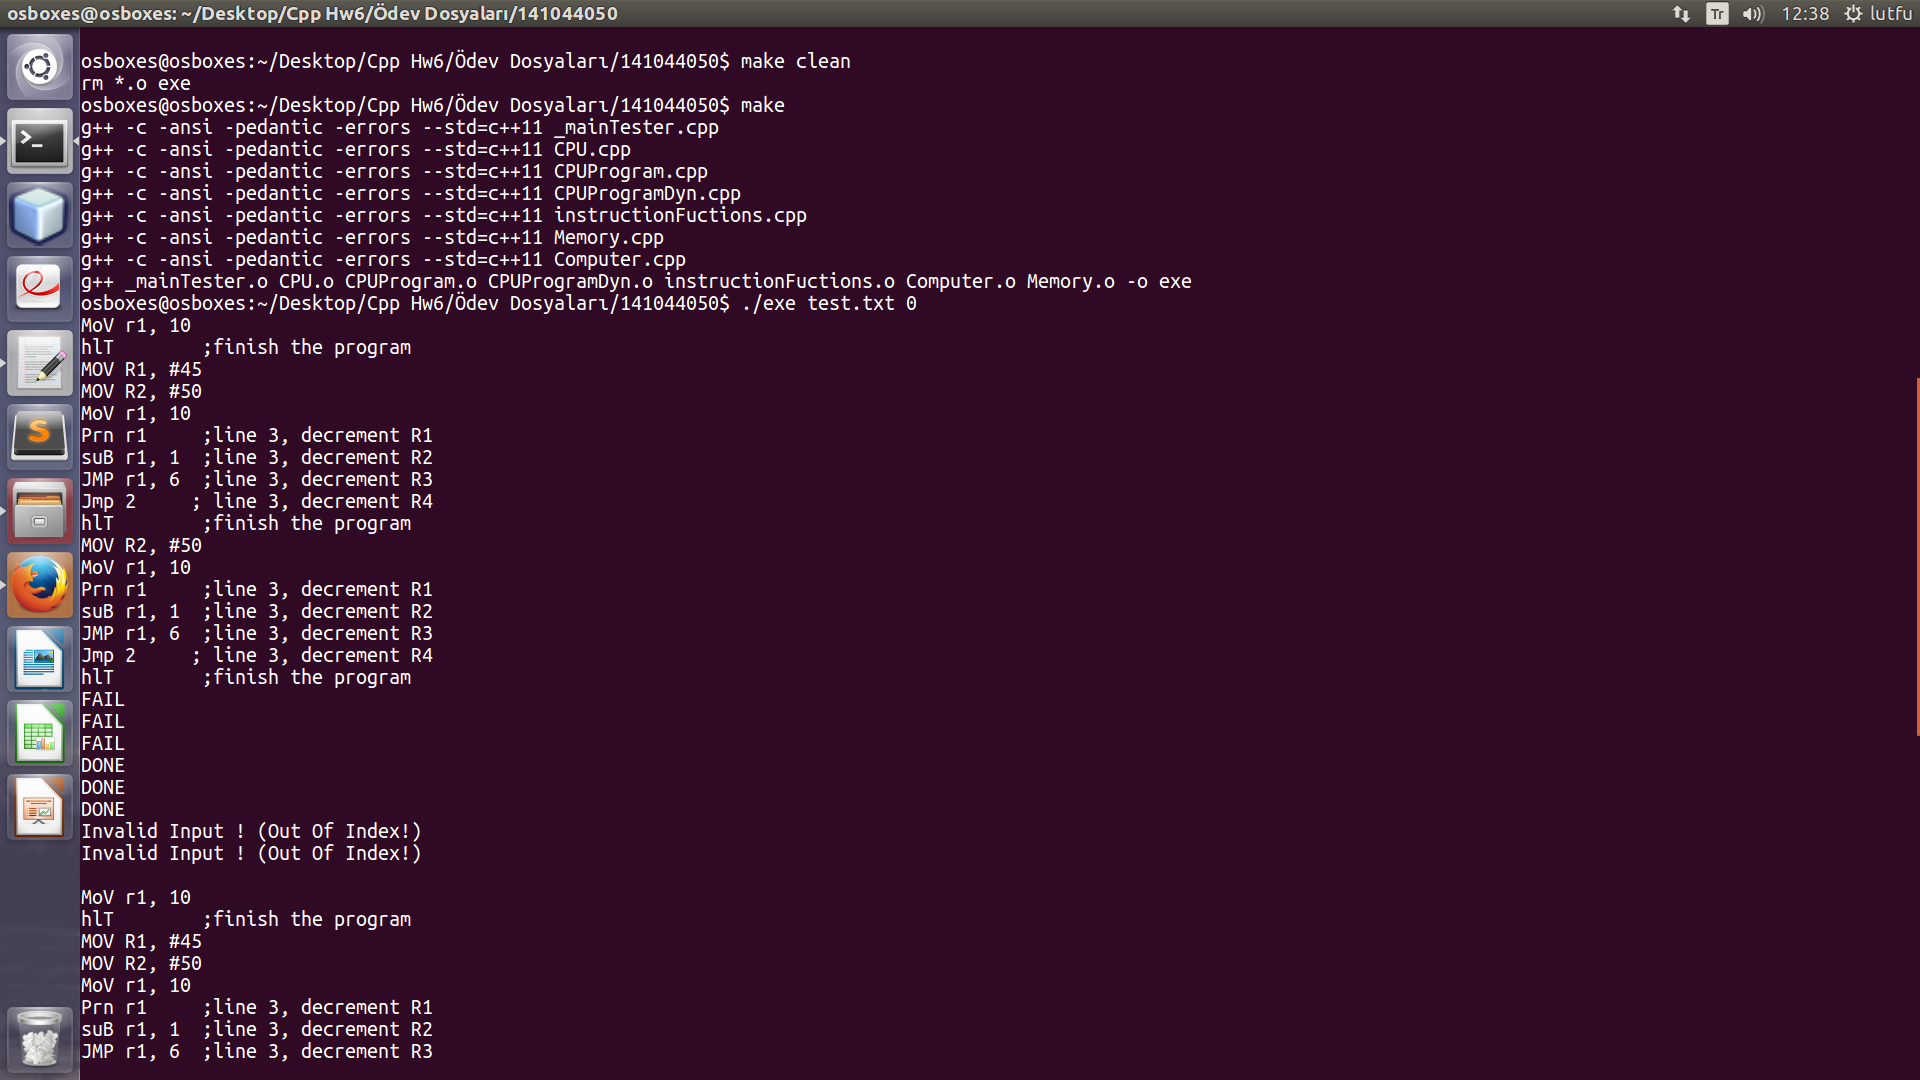 osboxes@osboxes: ~/Desktop/Cpp Hw6/Ödev Dosyaları/141044050
Tr
12:38
lutfu
osboxes@osboxes:~/Desktop/Cpp Hw6/Ödev Dosyaları/141044050$ make clean
rm *.o exe
osboxes@osboxes:~/Desktop/Cpp Hw6/Ödev Dosyaları/141044050$ make
g++ -c -ansi -pedantic -errors --std=c++11 _mainTester.cpp
g++ -c -ansi -pedantic -errors --std=c++11 CPU.cpp
g++ -c -ansi -pedantic -errors --std=c++11 CPUProgram.cpp
g++ -c -ansi -pedantic -errors --std=c++11 CPUProgramDyn.cpp
g++ -c -ansi -pedantic -errors --std=c++11 instructionFuctions.cpp
g++ -c -ansi -pedantic -errors --std=c++11 Memory.cpp
g++ -c -ansi -pedantic -errors --std=c++11 Computer.cpp
g++ _mainTester.o CPU.o CPUProgram.o CPUProgramDyn.o instructionFuctions.o Computer.o Memory.o -o exe
osboxes@osboxes:~/Desktop/Cpp Hw6/Ödev Dosyaları/141044050$ ./exe test.txt 0
MoV r1, 10
hlT        ;finish the program
MOV R1, #45
MOV R2, #50
MoV r1, 10
Prn r1     ;line 3, decrement R1
suB r1, 1  ;line 3, decrement R2
JMP r1, 6  ;line 3, decrement R3
Jmp 2     ; line 3, decrement R4
hlT        ;finish the program
MOV R2, #50
MoV r1, 10
Prn r1     ;line 3, decrement R1
suB r1, 1  ;line 3, decrement R2
JMP r1, 6  ;line 3, decrement R3
Jmp 2     ; line 3, decrement R4
hlT        ;finish the program
FAIL
FAIL
FAIL
DONE
DONE
DONE
Invalid Input ! (Out Of Index!)
Invalid Input ! (Out Of Index!)
MoV r1, 10
hlT        ;finish the program
MOV R1, #45
MOV R2, #50
MoV r1, 10
Prn r1     ;line 3, decrement R1
suB r1, 1  ;line 3, decrement R2
JMP r1, 6  ;line 3, decrement R3